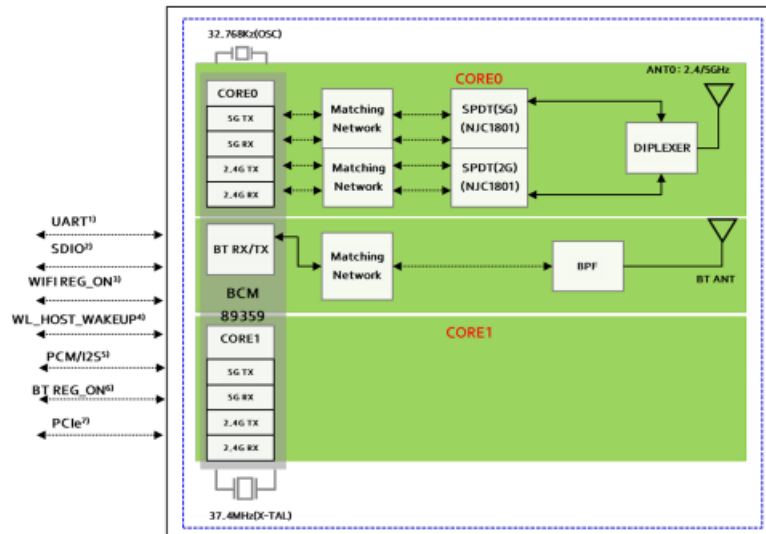 32.768Kz(OSC)
CORE0
ANT0: 2.4/5GHz
CORE0
5G TX
5G RX
2.4G TX
2.4G RX
Matching
Network
Matching
Network
SPDT(5G)
(NJC1801)
SPDT(2G)
(NJC1801)
DIPLEXER
UART¹⁾
SDIO²⁾
WIFI REG_ON³⁾
WL_HOST_WAKEUP⁴⁾
PCM/I2S⁵⁾
BT REG_ON⁶⁾
PCIe⁷⁾
BT RX/TX
Matching
Network
BPF
BT ANT
BCM
89359
CORE1
CORE1
5G TX
5G RX
2.4G TX
2.4G RX
37.4MHz(X-TAL)